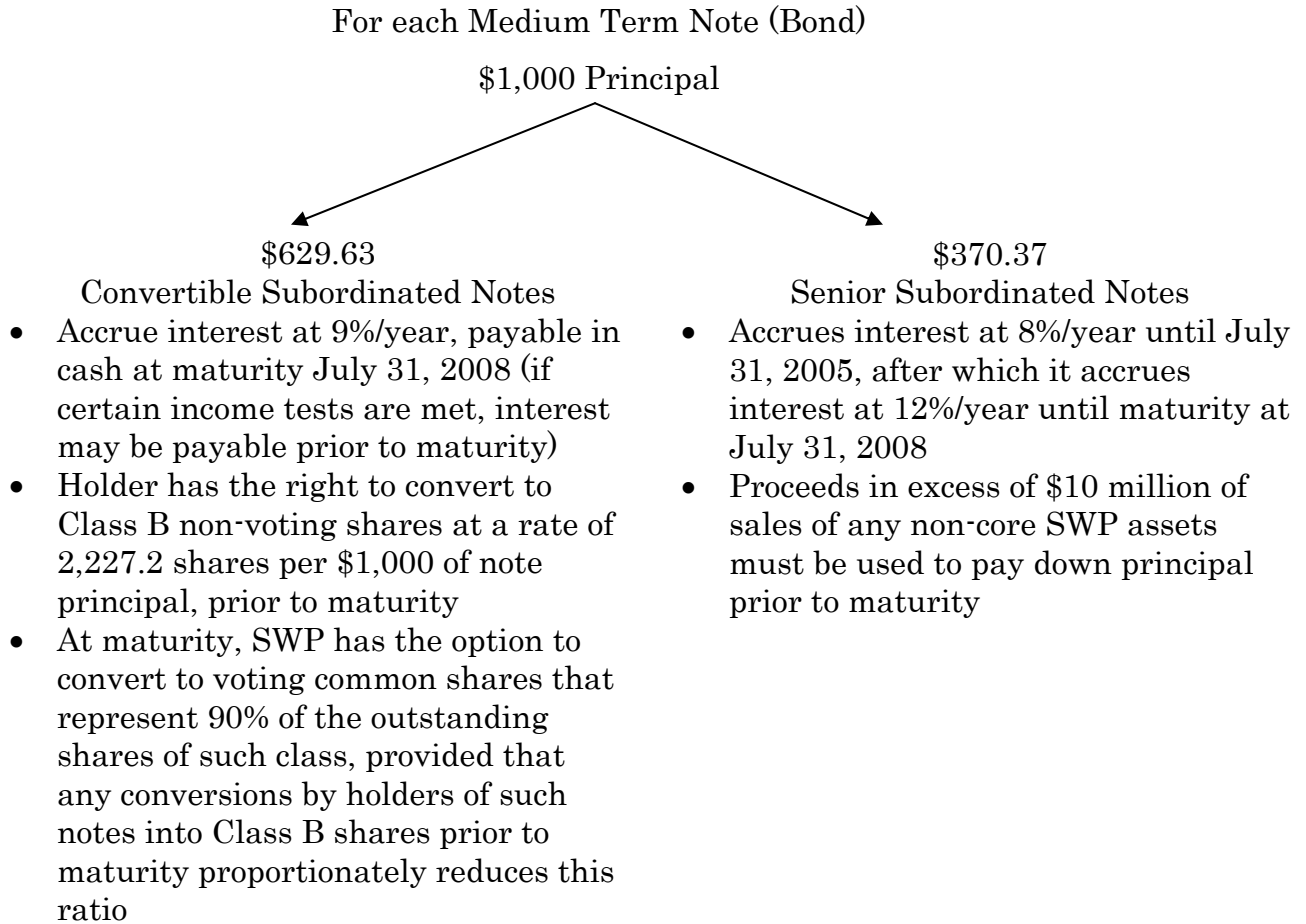 For each Medium Term Note (Bond)
$1,000 Principal
$629.63
Convertible Subordinated Notes
• Accrue interest at 9%/year, payable in
cash at maturity July 31, 2008 (if
certain income tests are met, interest
may be payable prior to maturity)
• Holder has the right to convert to
Class B non-voting shares at a rate of
2,227.2 shares per $1,000 of note
principal, prior to maturity
• At maturity, SWP has the option to
convert to voting common shares that
represent 90% of the outstanding
shares of such class, provided that
any conversions by holders of such
notes into Class B shares prior to
maturity proportionately reduces this
ratio
$370.37
Senior Subordinated Notes
• Accrues interest at 8%/year until July
31, 2005, after which it accrues
interest at 12%/year until maturity at
July 31, 2008
• Proceeds in excess of $10 million of
sales of any non-core SWP assets
must be used to pay down principal
prior to maturity